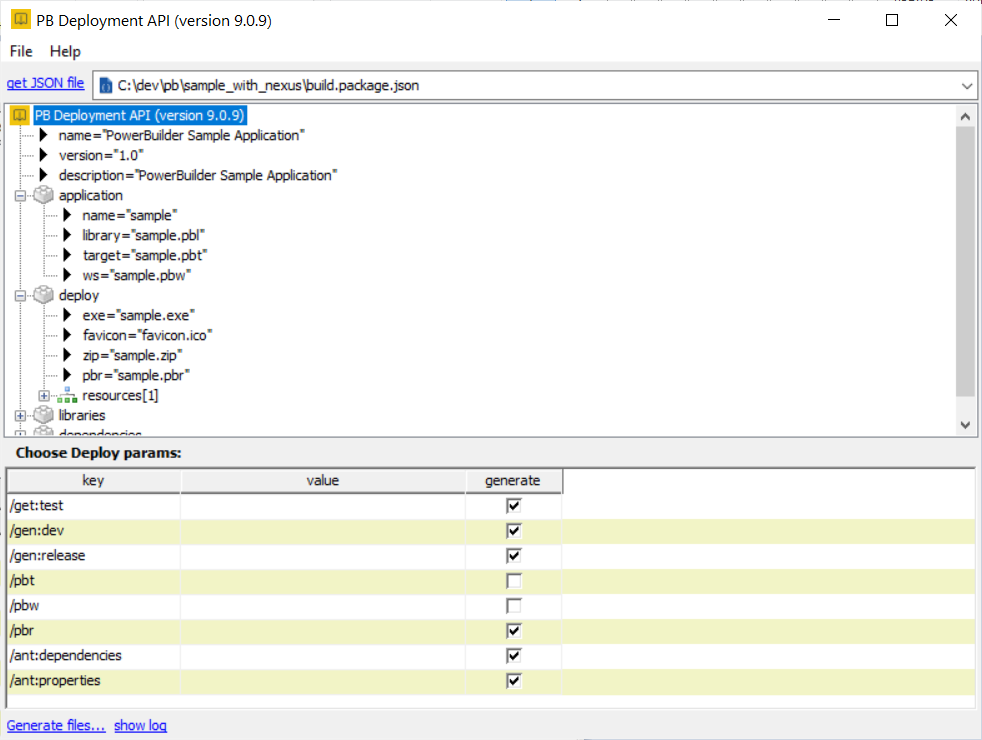 PB Deployment API (version 9.0.9)
File Help
get JSON file C:\dev\pb\sample_with_nexus\build.package.json
PB Deployment API (version 9.0.9)
name="PowerBuilder Sample Application"
version="1.0"
description="PowerBuilder Sample Application"
application
name="sample"
library="sample.pbl"
target="sample.pbt"
ws="sample.pbw"
deploy
exe="sample.exe"
favicon="favicon.ico"
zip="sample.zip"
pbr="sample.pbr"
resources[1]
libraries
dependencies
Choose Deploy params:
key value generate
/get:test
/gen:dev
/gen:release
/pbt
/pbw
/pbr
/ant:dependencies
/ant:properties
Generate files... show log